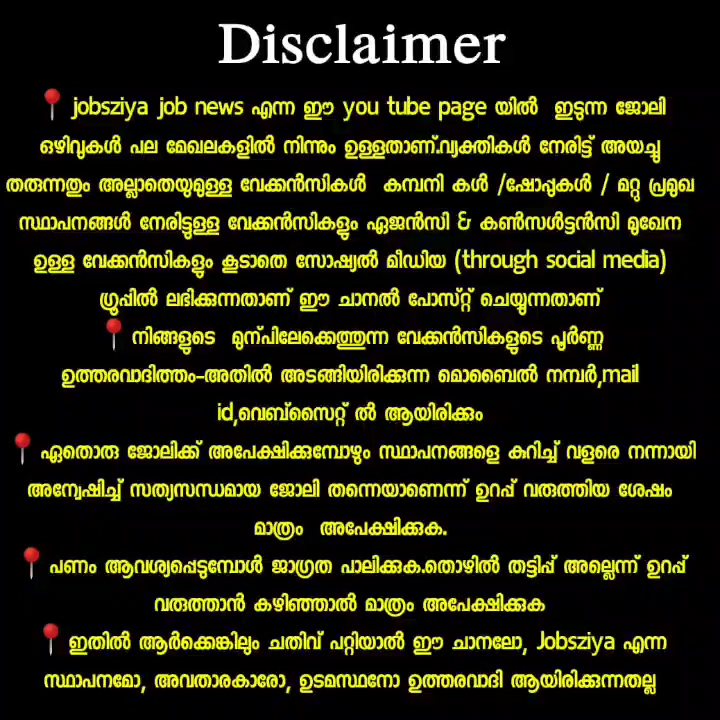 Disclaimer
📍 jobsziya job news എന്ന ഈ you tube page യിൽ ഇടുന്ന ജോലി
ഒഴിവുകൾ പല മേഖലകളിൽ നിന്നും ഉള്ളതാണ്.വ്യക്തികൾ നേരിട്ട് അയച്ചു
തരുന്നതും അല്ലാതെയുമുള്ള വേക്കൻസികൾ കമ്പനി കൾ /ഷോപ്പുകൾ / മറ്റു പ്രമുഖ
സ്ഥാപനങ്ങൾ നേരിട്ടുള്ള വേക്കൻസികളും ഏജൻസി & കൺസൾട്ടൻസി മുഖേന
ഉള്ള വേക്കൻസികളും കൂടാതെ സോഷ്യൽ മീഡിയ (through social media)
ഗ്രൂപ്പിൽ ലഭിക്കുന്നതാണ് ഈ ചാനൽ പോസ്റ്റ് ചെയ്യുന്നതാണ്
📍 നിങ്ങളുടെ മുന്പിലേക്കെത്തുന്ന വേക്കൻസികളുടെ പൂർണ്ണ
ഉത്തരവാദിത്തം-അതിൽ അടങ്ങിയിരിക്കുന്ന മൊബൈൽ നമ്പർ,mail
id,വെബ്സൈറ്റ് ൽ ആയിരിക്കും
📍 ഏതൊരു ജോലിക്ക് അപേക്ഷിക്കുമ്പോഴും സ്ഥാപനങ്ങളെ കുറിച്ച് വളരെ നന്നായി
അന്വേഷിച്ച് സത്യസന്ധമായ ജോലി തന്നെയാണെന്ന് ഉറപ്പ് വരുത്തിയ ശേഷം
മാത്രം അപേക്ഷിക്കുക.
📍 പണം ആവശ്യപ്പെടുമ്പോൾ ജാഗ്രത പാലിക്കുക.തൊഴിൽ തട്ടിപ്പ് അല്ലെന്ന് ഉറപ്പ്
വരുത്താൻ കഴിഞ്ഞാൽ മാത്രം അപേക്ഷിക്കുക
📍 ഇതിൽ ആർക്കെങ്കിലും ചതിവ് പറ്റിയാൽ ഈ ചാനലോ, Jobsziya എന്ന
സ്ഥാപനമോ, അവതാരകാരോ, ഉടമസ്ഥനോ ഉത്തരവാദി ആയിരിക്കുന്നതല്ല